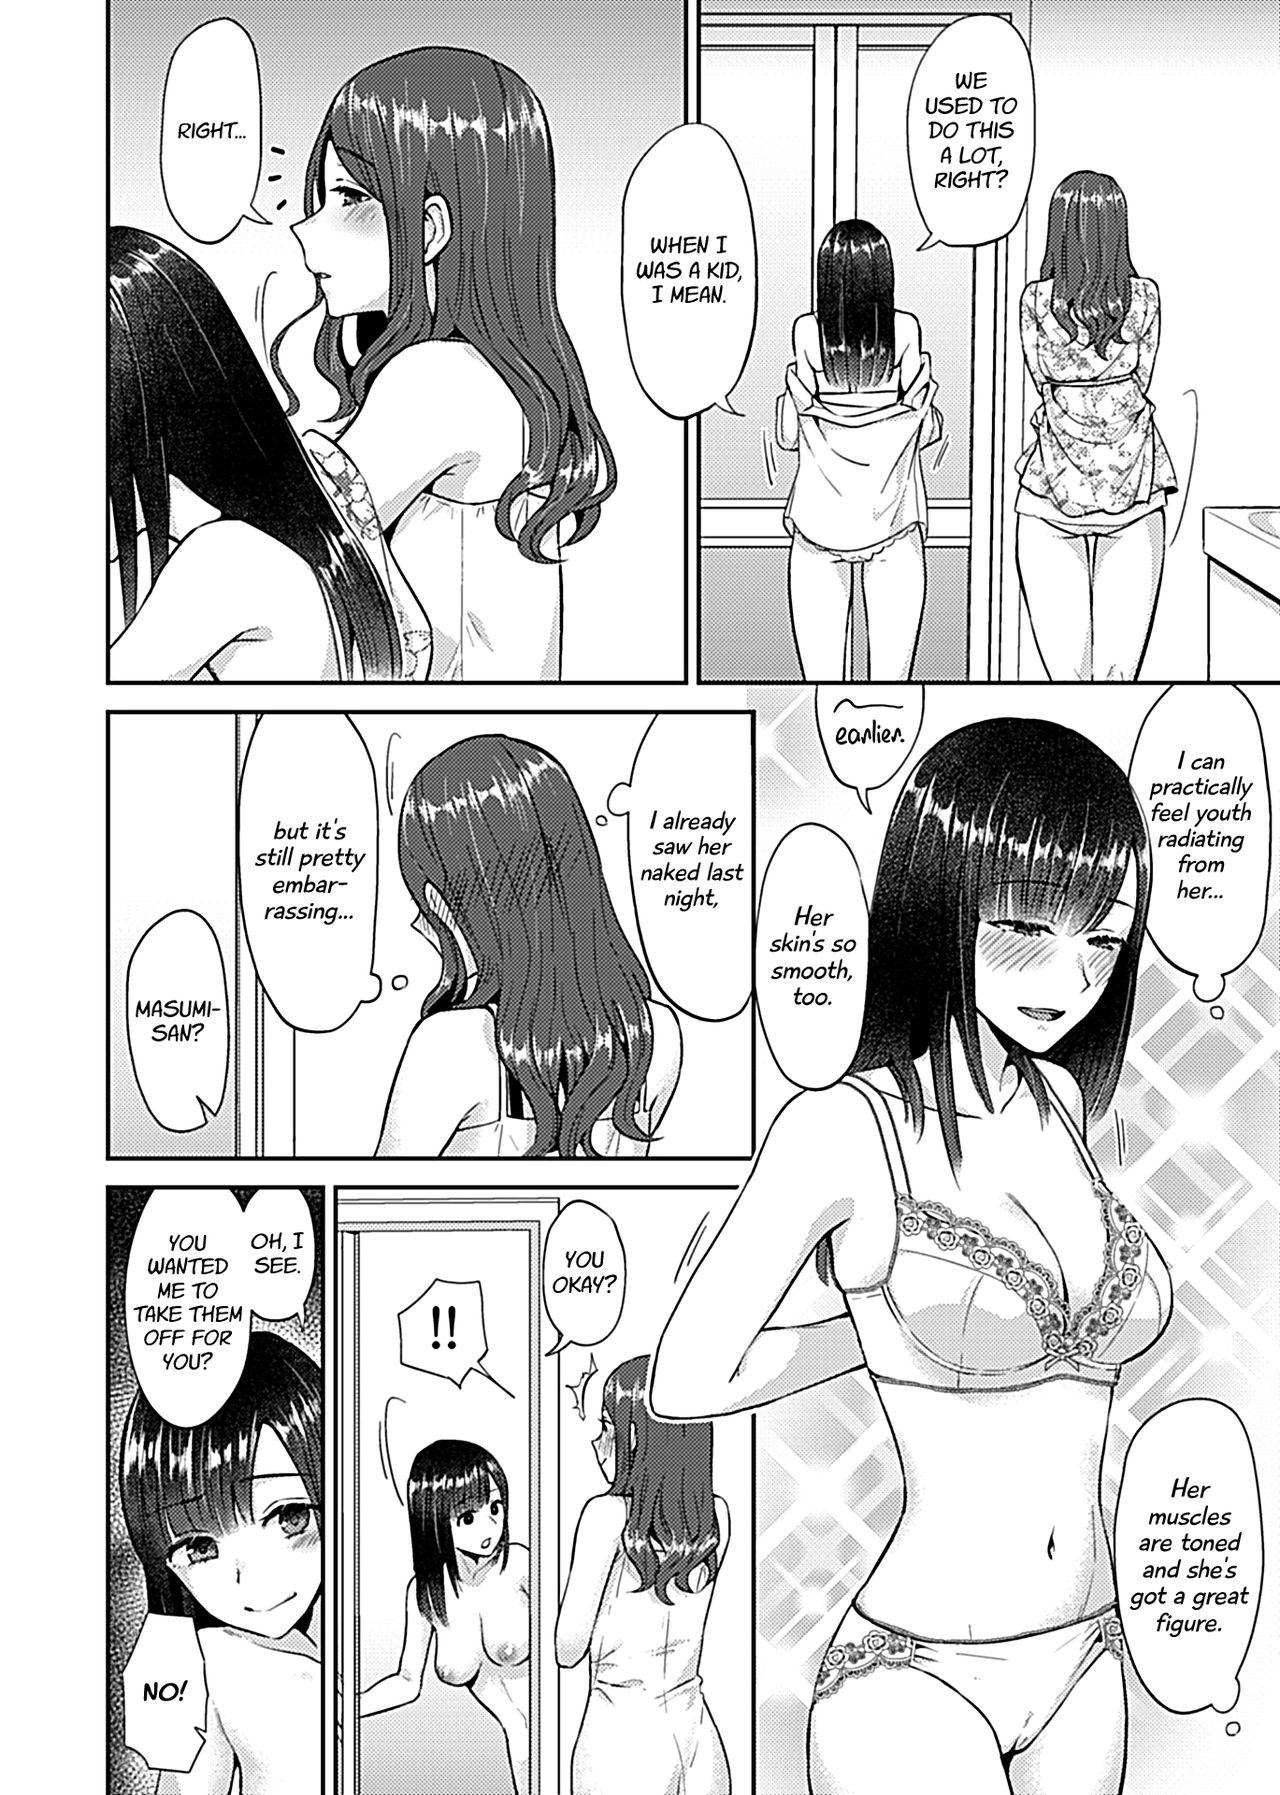 WE
USED TO
DO THIS
A LOT,
RIGHT?
WHEN I
WAS A KID,
I MEAN.
RIGHT...
I can
practically
feel youth
radiating
from
her...
earlier.
Her
skin's so
smooth,
too.
Her
muscles
are toned
and she's
got a great
figure.
I already
saw her
naked last
night,
but it's
still pretty
embar-
rassing...
MASUMI-
SAN?
YOU
OKAY?
!!
OH, I
SEE.
YOU
WANTED
ME TO
TAKE THEM
OFF FOR
YOU?
NO!